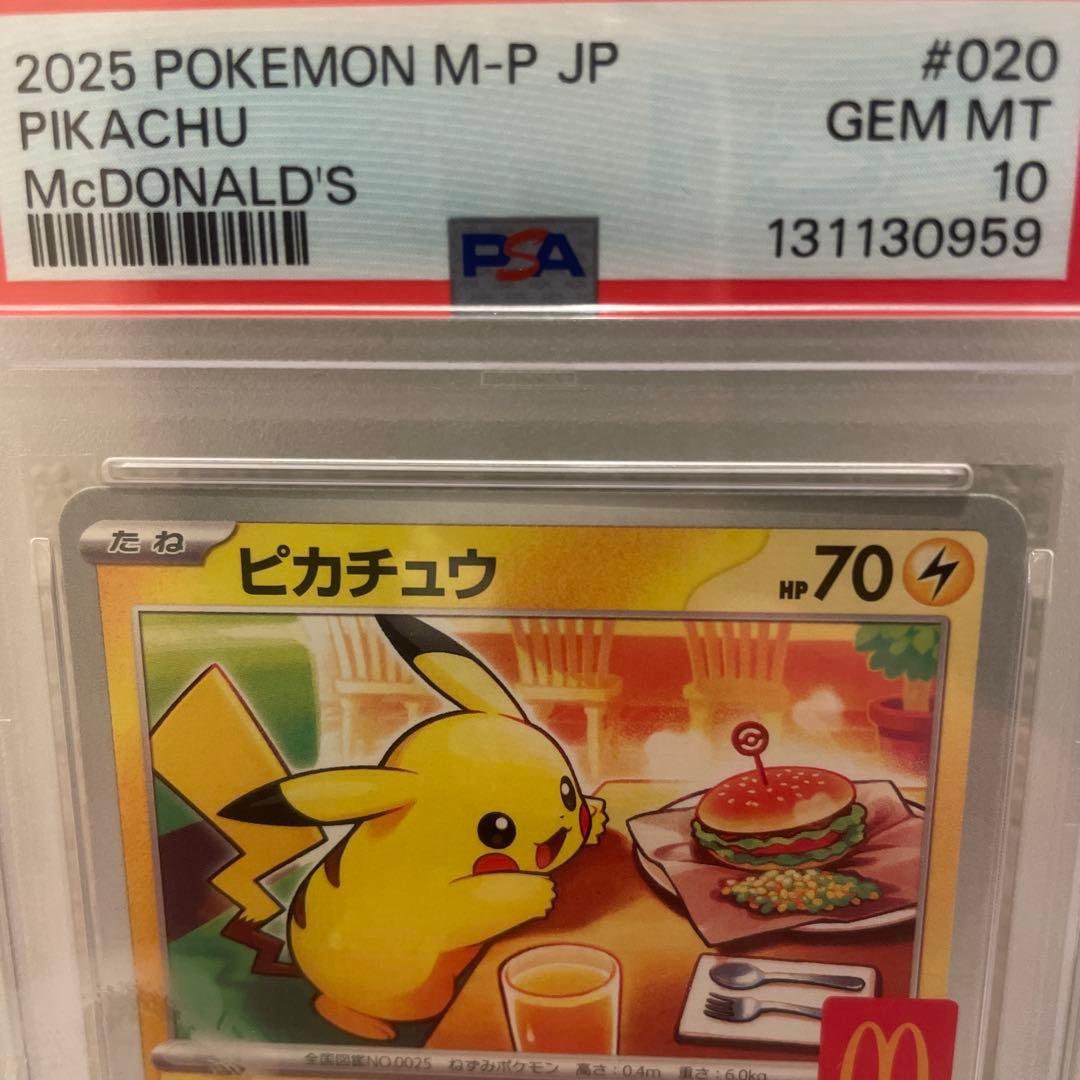 2025 POKEMON M-P JP #020
PIKACHU GEM MT
McDONALD'S 10
PSA 131130959
たね ピカチュウ HP 70
全国図鑑NO.0025 ねずみポケモン 高さ:0.4m 重さ:6.0kg